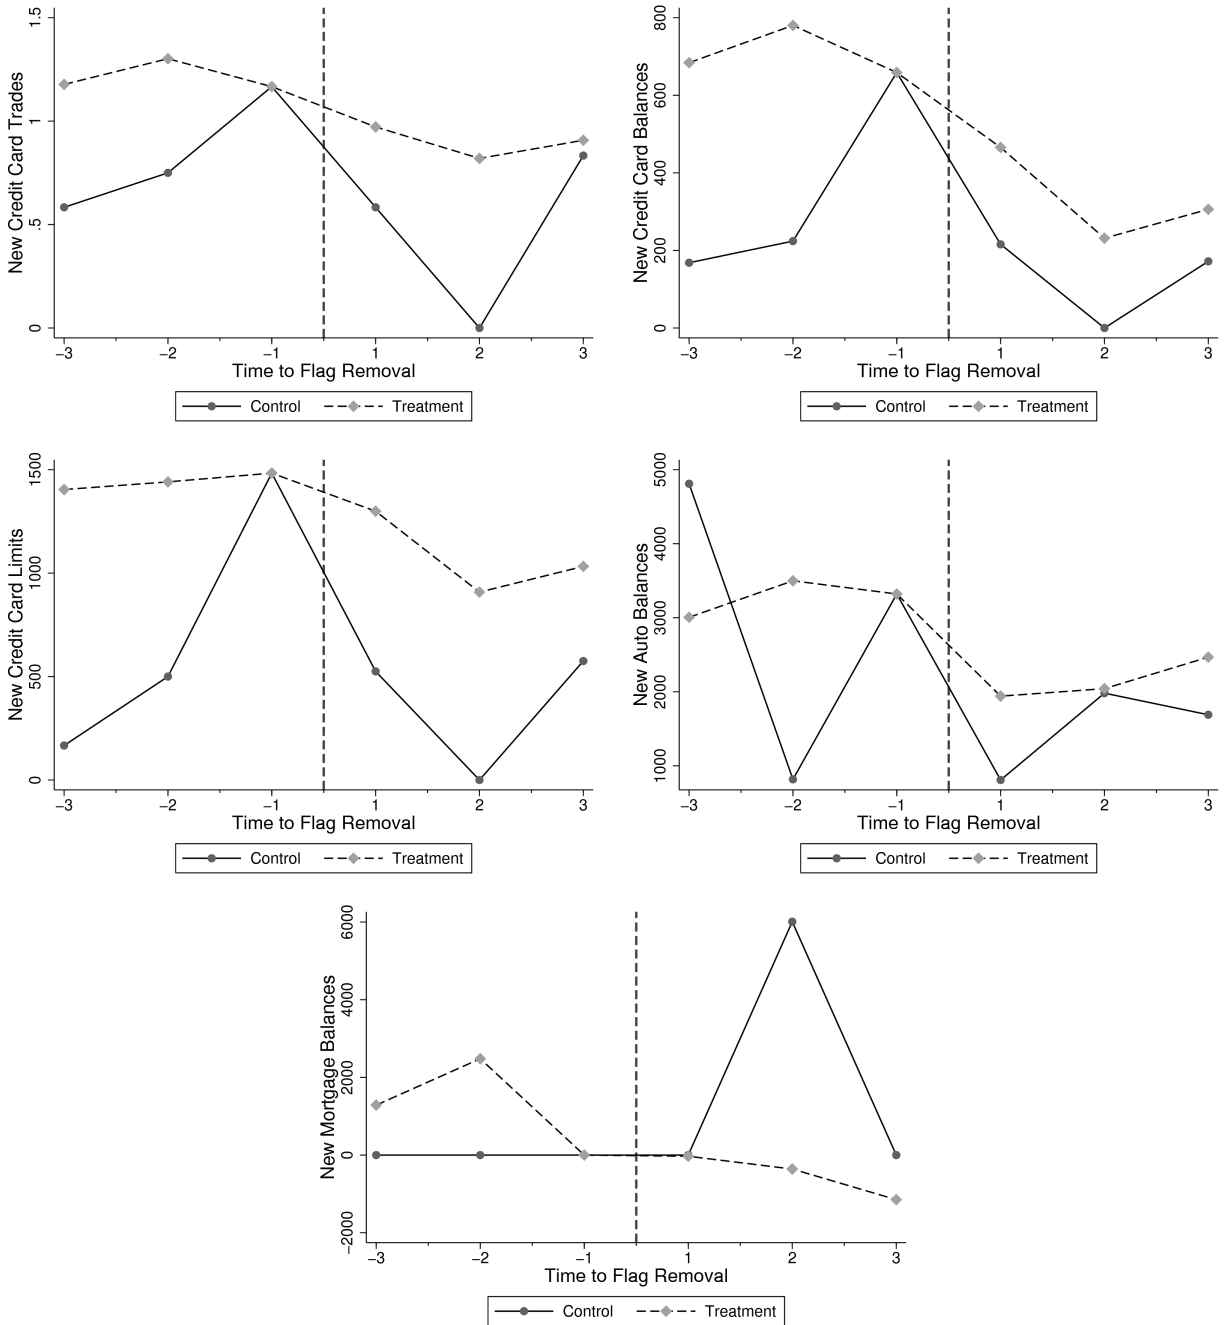 New Credit Card Trades
0 .5 1 1.5
−3 −2 −1 1 2 3
Time to Flag Removal
Control Treatment
New Credit Card Balances
0 200 400 600 800
−3 −2 −1 1 2 3
Time to Flag Removal
Control Treatment
New Credit Card Limits
0 500 1000 1500
−3 −2 −1 1 2 3
Time to Flag Removal
Control Treatment
New Auto Balances
1000 2000 3000 4000 5000
−3 −2 −1 1 2 3
Time to Flag Removal
Control Treatment
New Mortgage Balances
−2000 0 2000 4000 6000
−3 −2 −1 1 2 3
Time to Flag Removal
Control Treatment